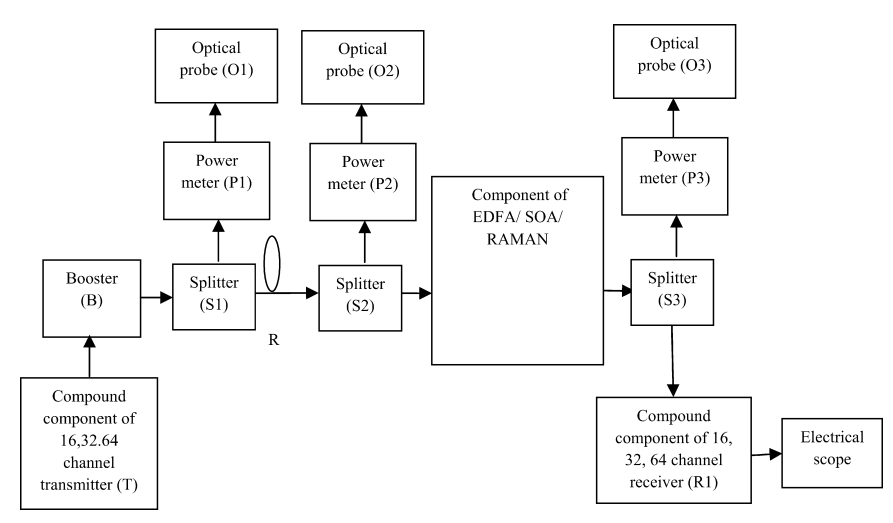 Optical
probe (O1)
Optical
probe (O2)
Optical
probe (O3)
Power
meter (P1)
Power
meter (P2)
Power
meter (P3)
Component of
EDFA/ SOA/
RAMAN
Booster
(B)
Splitter
(S1)
R
Splitter
(S2)
Splitter
(S3)
Compound
component of
16,32.64
channel
transmitter (T)
Compound
component of 16,
32, 64 channel
receiver (R1)
Electrical
scope